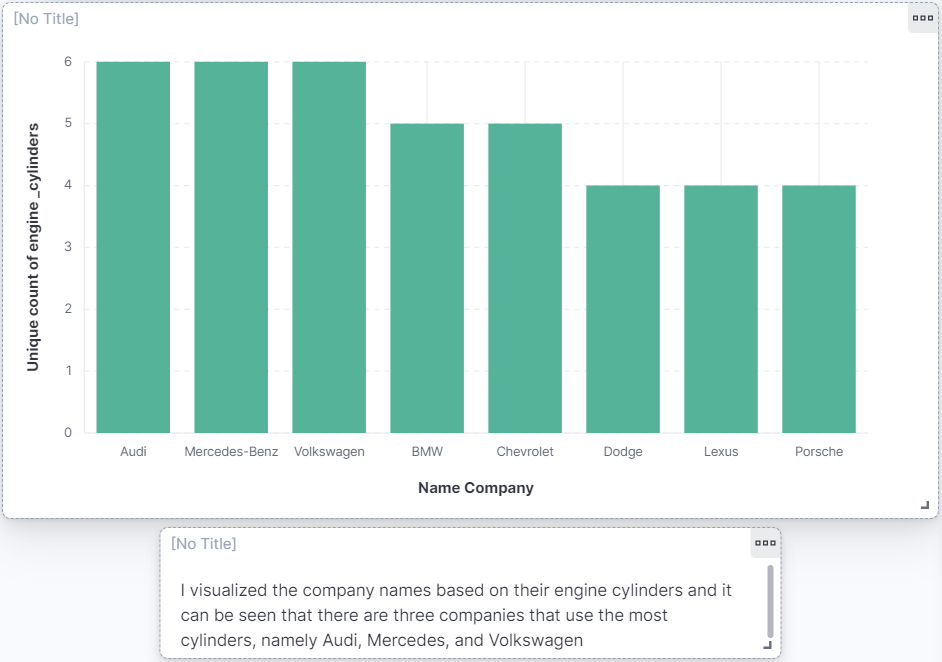 [No Title]
6
5
4
3
2
1
0
Unique count of engine _cylinders
Audi Mercedes-Benz Volkswagen BMW Chevrolet Dodge Lexus Porsche
Name Company
[No Title]
I visualized the company names based on their engine cylinders and it
can be seen that there are three companies that use the most
cylinders, namely Audi, Mercedes, and Volkswagen